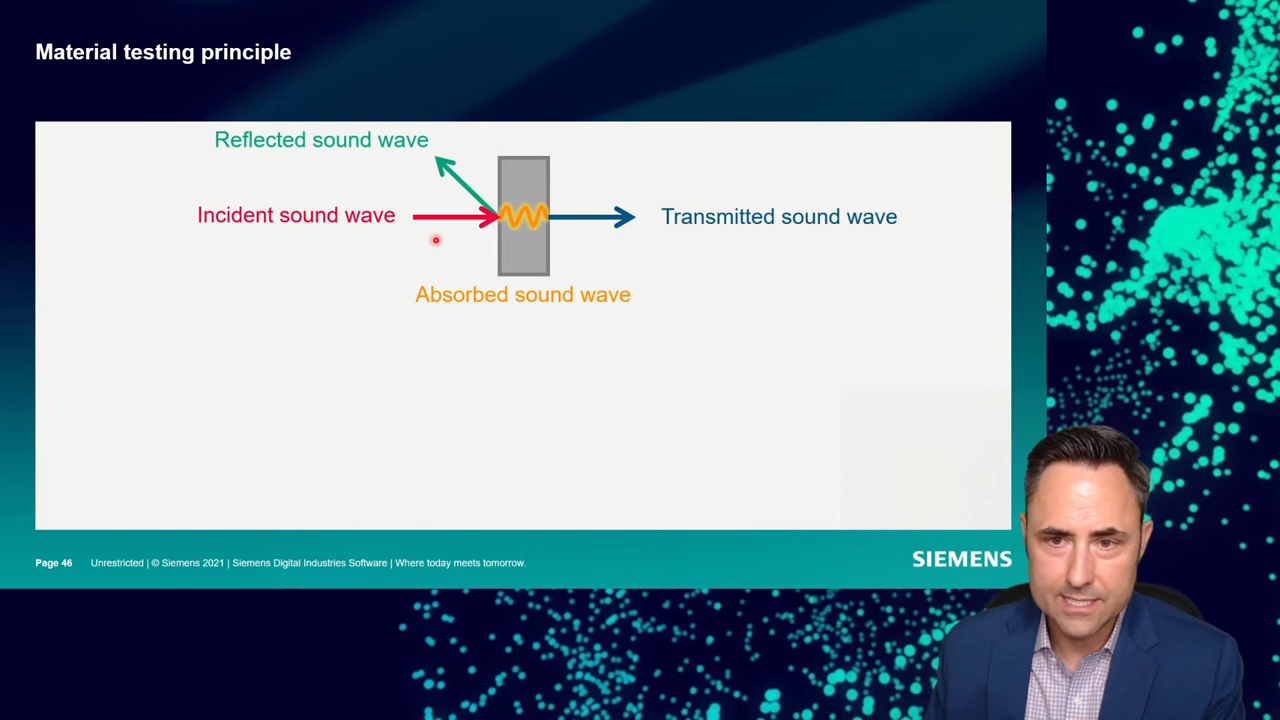 Material testing principle
Reflected sound wave
Incident sound wave
Transmitted sound wave
Absorbed sound wave
Page 46 Unrestricted | © Siemens 2021 | Siemens Digital Industries Software | Where today meets tomorrow.
SIEMENS